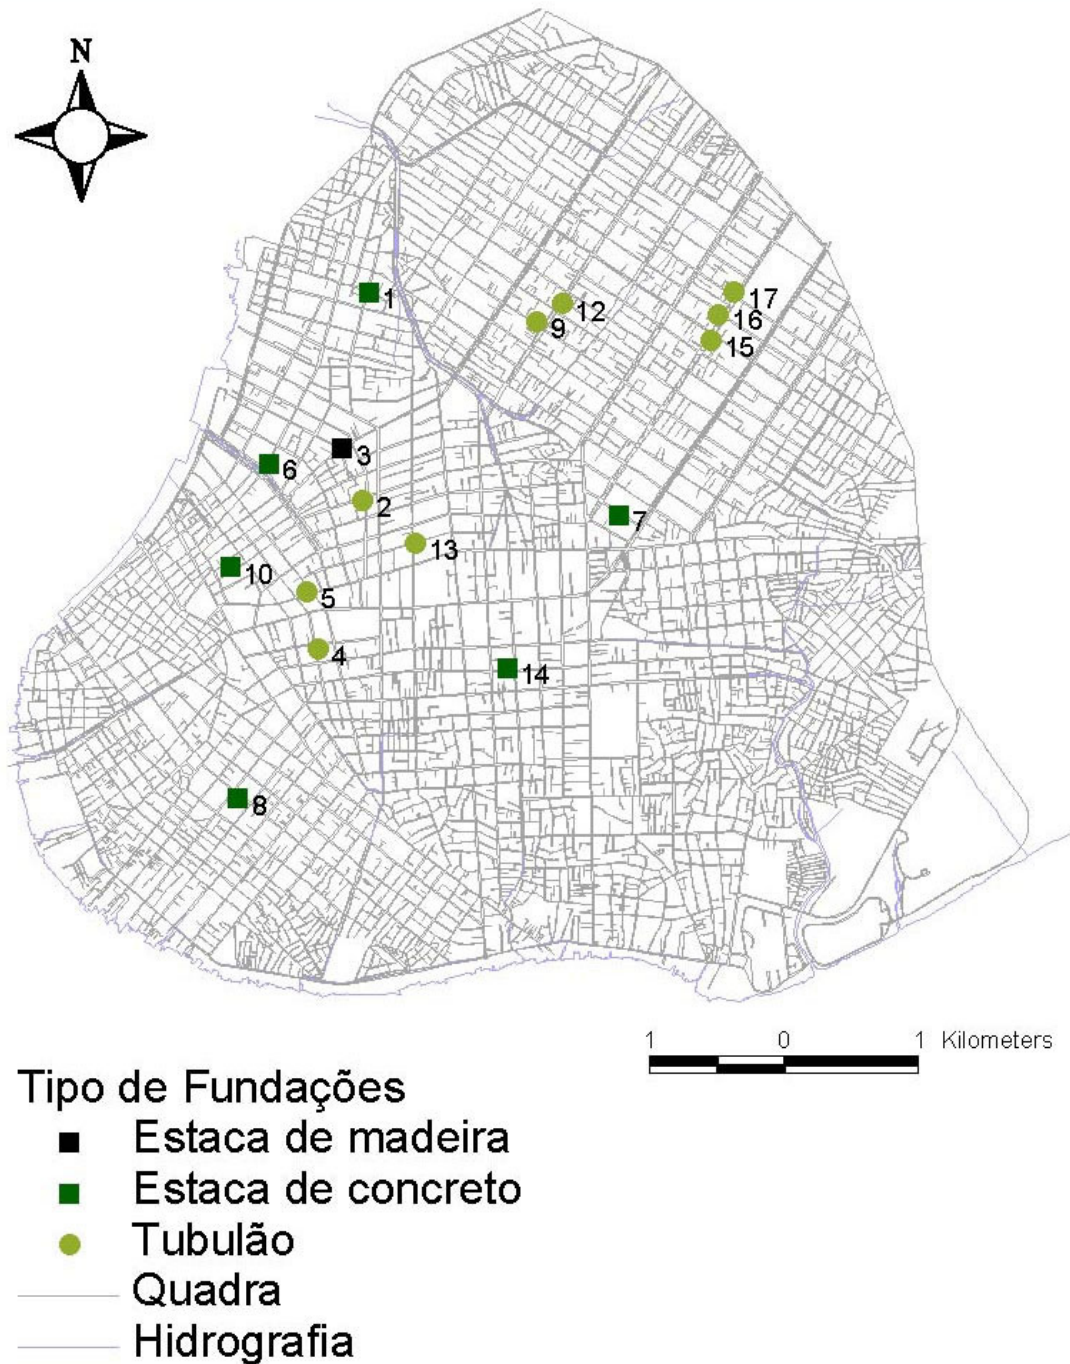 N
1
17
12
16
9
15
3
6
2
7
13
10
5
4
14
8
1 0 1 Kilometers
Tipo de Fundações
Estaca de madeira
Estaca de concreto
Tubulão
Quadra
Hidrografia